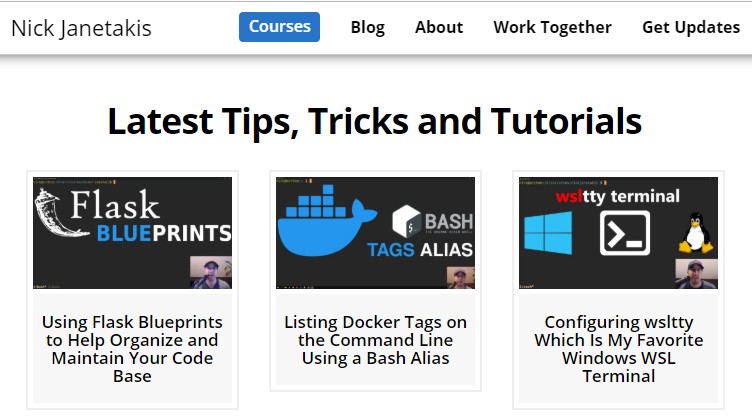 Nick Janetakis
Courses
Blog
About
Work Together
Get Updates
Latest Tips, Tricks and Tutorials
Flask
BLUEPRINTS
BASH
TAGS ALIAS
wsltty terminal
Using Flask Blueprints
to Help Organize and
Maintain Your Code
Base
Listing Docker Tags on
the Command Line
Using a Bash Alias
Configuring wsltty
Which Is My Favorite
Windows WSL
Terminal